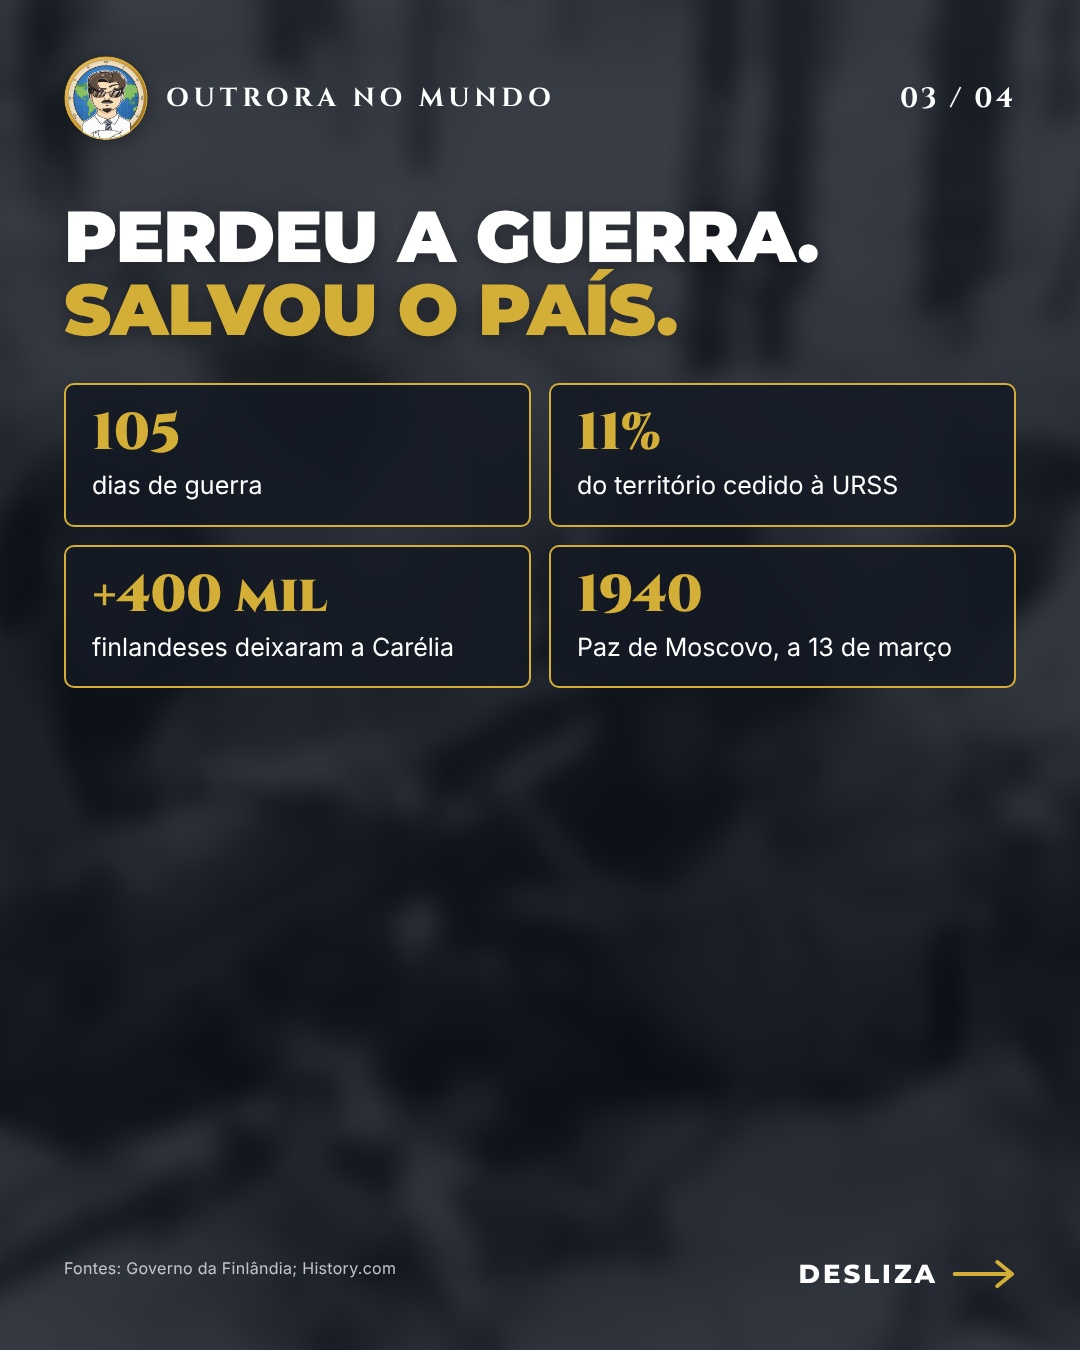 OUTRORA NO MUNDO
03 / 04
PERDEU A GUERRA.
SALVOU O PAÍS.
105
dias de guerra
11%
do território cedido à URSS
+400 MIL
finlandeses deixaram a Carélia
1940
Paz de Moscovo, a 13 de março
Fontes: Governo da Finlândia; History.com
DESLIZA